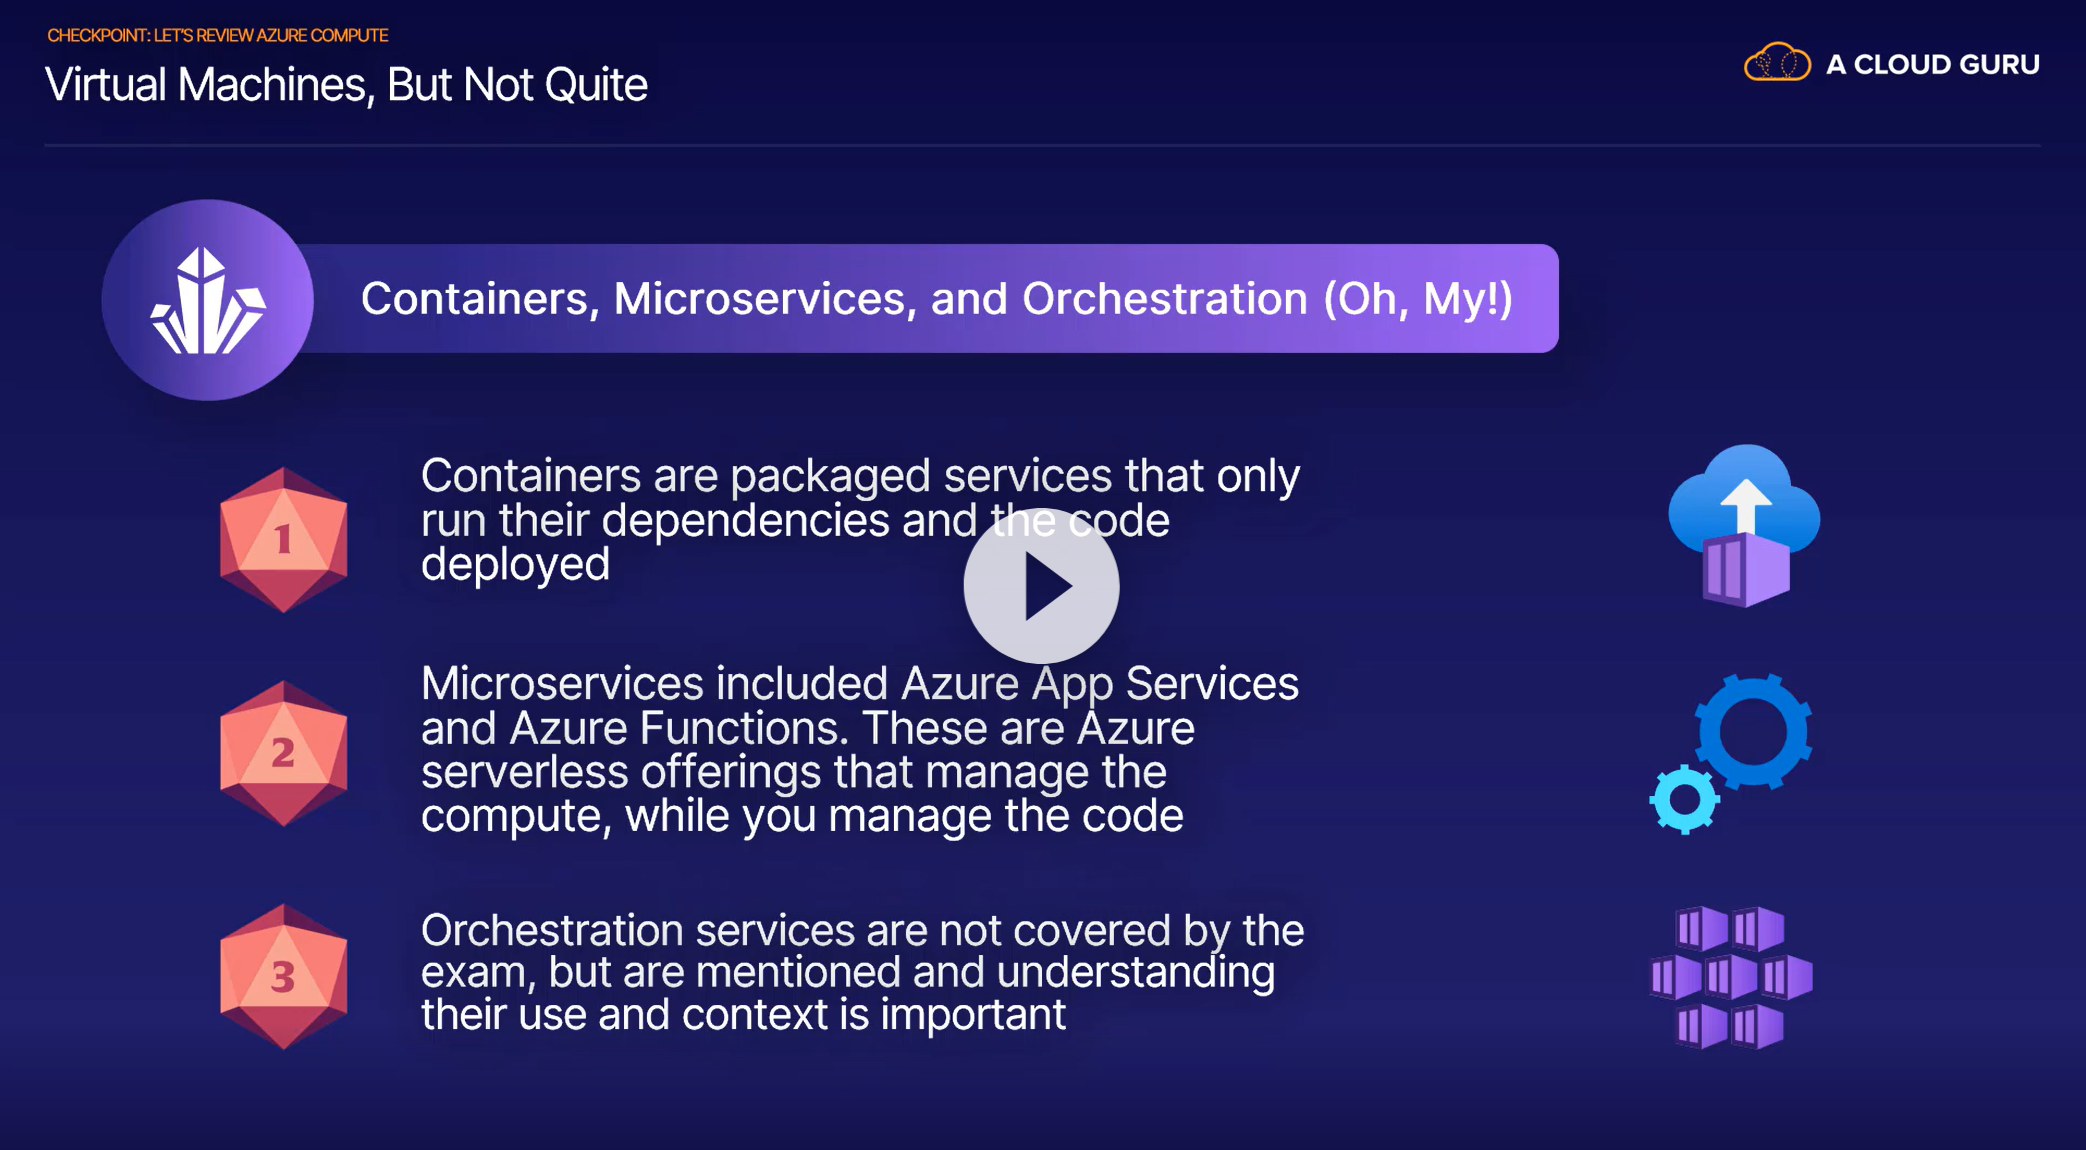 CHECKPOINT: LET'S REVIEW AZURE COMPUTE
Virtual Machines, But Not Quite
A CLOUD GURU
Containers, Microservices, and Orchestration (Oh, My!)
1
Containers are packaged services that only
run their dependencies and the code
deployed
2
Microservices included Azure App Services
and Azure Functions. These are Azure
serverless offerings that manage the
compute, while you manage the code
3
Orchestration services are not covered by the
exam, but are mentioned and understanding
their use and context is important